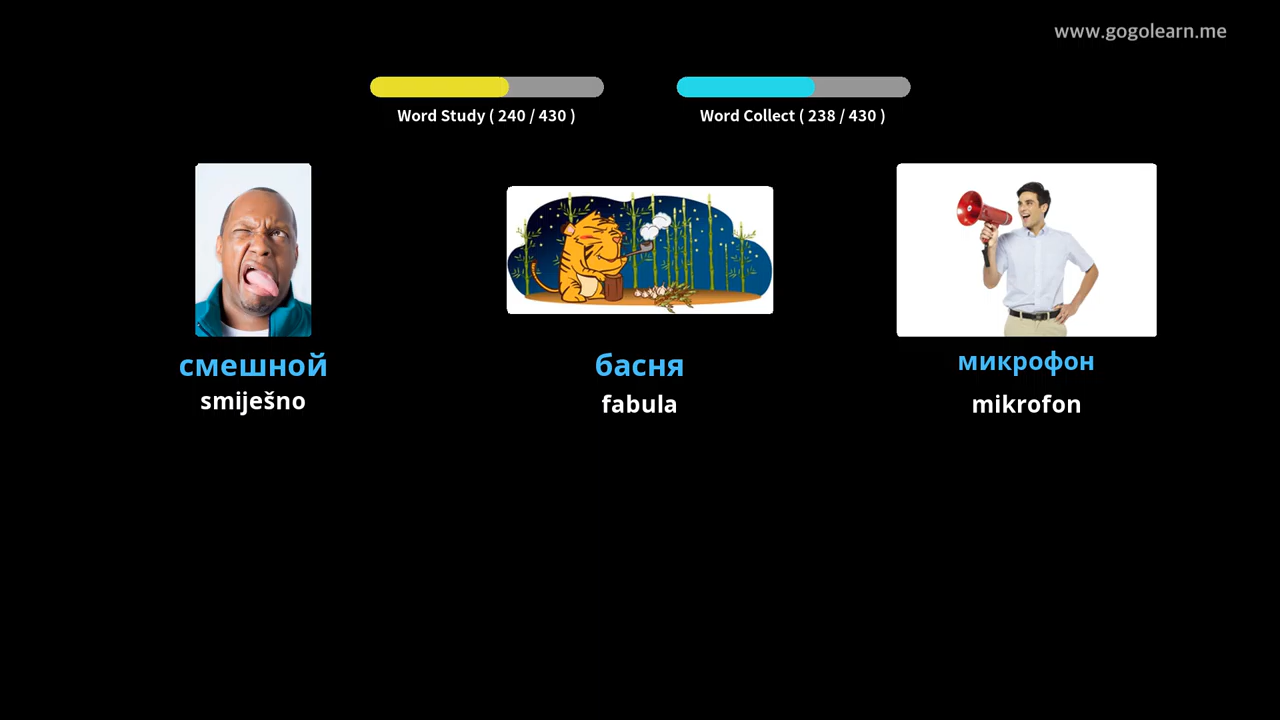 www.gogolearn.me
Word Study ( 240 / 430 )
Word Collect ( 238 / 430 )
смешной
басня
микрофон
smiješno
fabula
mikrofon